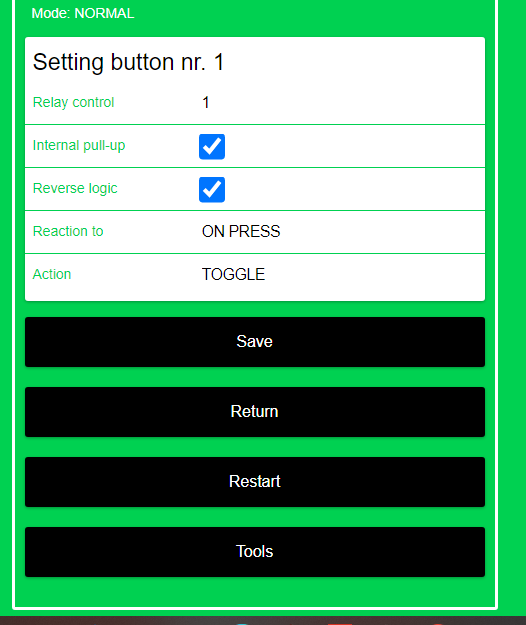 Mode: NORMAL
Setting button nr. 1
Relay control 1
Internal pull-up
Reverse logic
Reaction to ON PRESS
Action TOGGLE
Save
Return
Restart
Tools